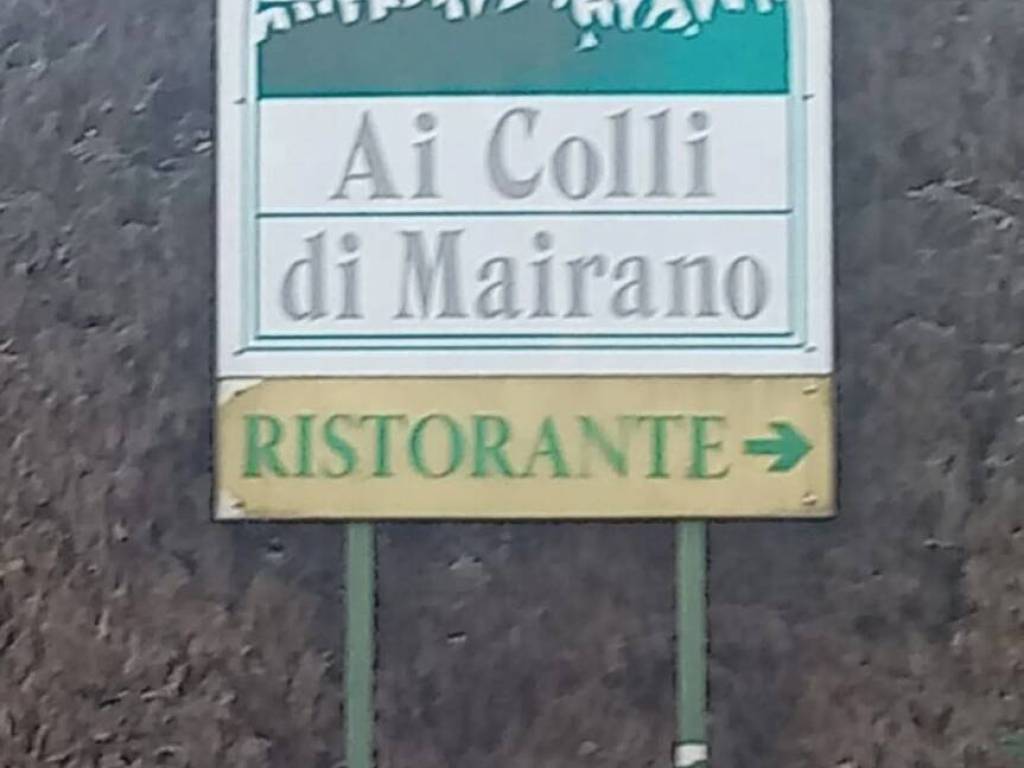 Ai Colli
di Mairano
RISTORANTE